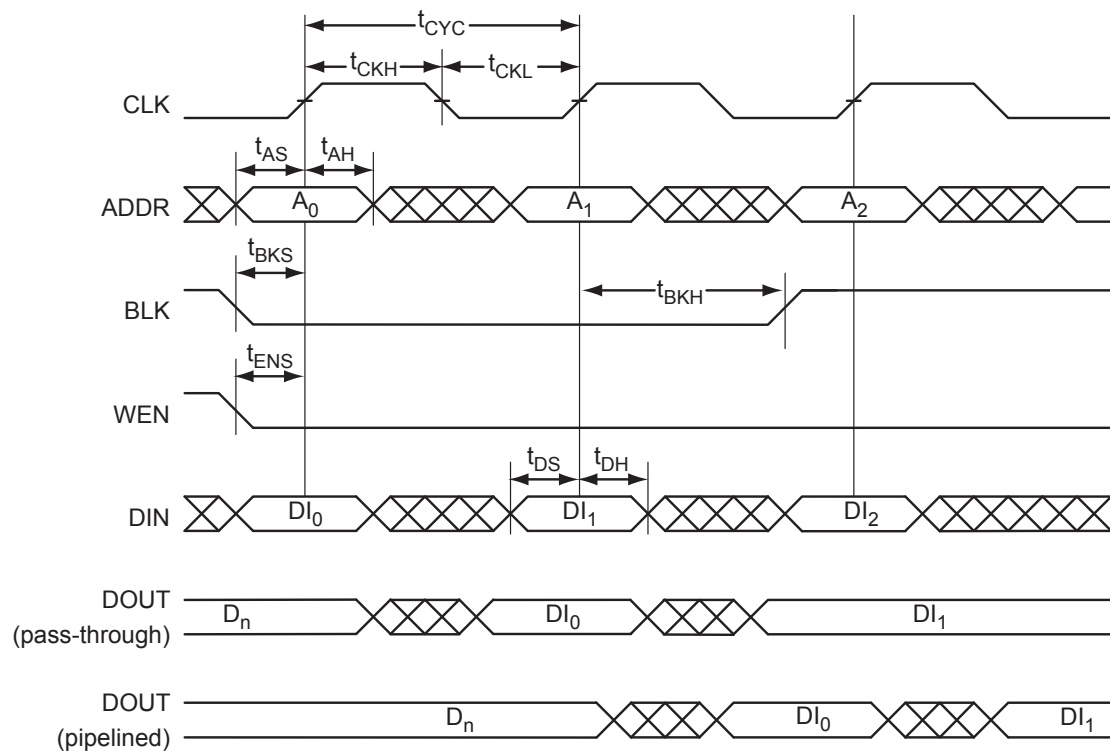 tCYC
tCKH tCKL
CLK
tAS tAH
ADDR A0 A1 A2
tBKS
BLK tBKH
tENS
WEN
tDS tDH
DIN DI0 DI1 DI2
DOUT
(pass-through)
Dn DI0 DI1
DOUT
(pipelined)
Dn DI0 DI1